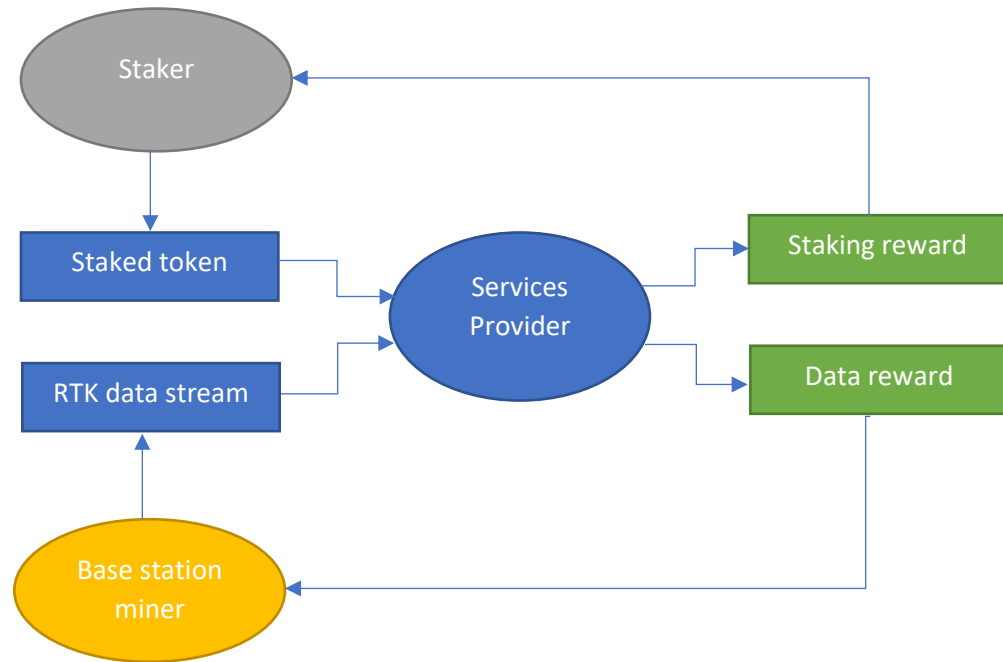 Staker
Staked token
Services
Provider
Staking reward
RTK data stream
Data reward
Base station
miner